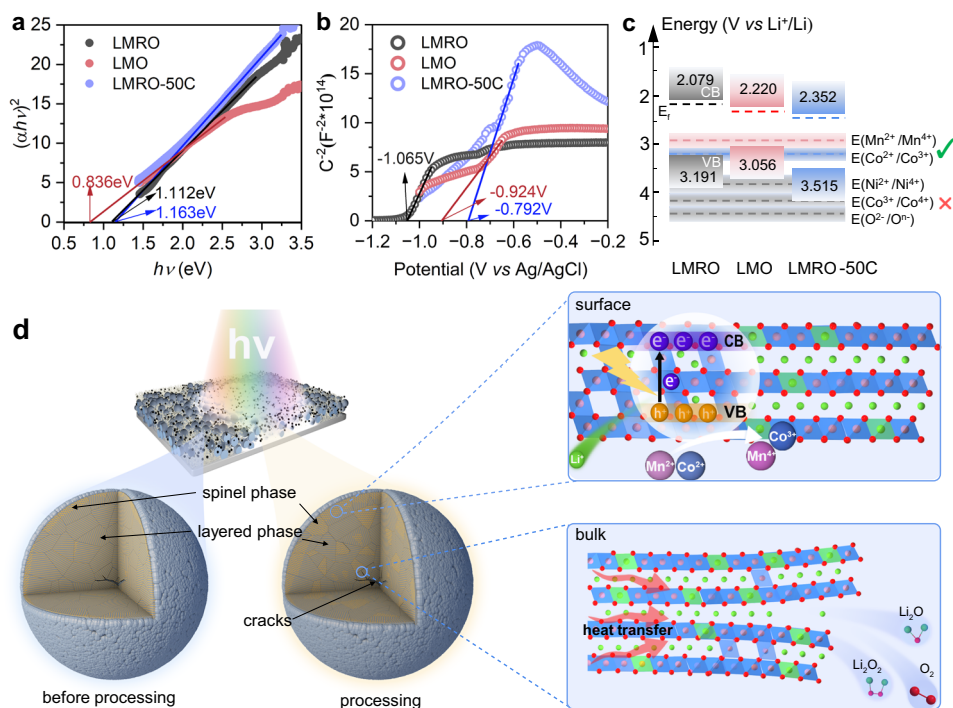 a
25
20
15
10
5
0
(αhν)²
LMRO
LMO
LMRO-50C
0.836eV
1.112eV
1.163eV
0.5 1.0 1.5 2.0 2.5 3.0 3.5
hν (eV)
b
25
20
15
10
5
0
C⁻²(F⁻²*10¹⁴)
LMRO
LMO
LMRO-50C
-1.065V
-0.924V
-0.792V
−1.2 −1.0 −0.8 −0.6 −0.4 −0.2
Potential (V vs Ag/AgCl)
c
Energy (V vs Li⁺/Li)
1
2
3
4
5
2.079
CB
2.220
2.352
Ef
VB
3.191
3.056
3.515
E(Mn²⁺/Mn⁴⁺)
E(Co²⁺/Co³⁺)
E(Ni²⁺/Ni⁴⁺)
E(Co³⁺/Co⁴⁺)
E(O²⁻/Oⁿ⁻)
LMRO LMO LMRO-50C
d
hv
spinel phase
layered phase
cracks
before processing
processing
surface
e⁻ e⁻ e⁻ CB
e⁻
h⁺ h⁺ h⁺ VB
Li⁺
Mn²⁺ Co²⁺
Mn⁴⁺ Co³⁺
bulk
heat transfer
Li₂O
Li₂O₂
O₂